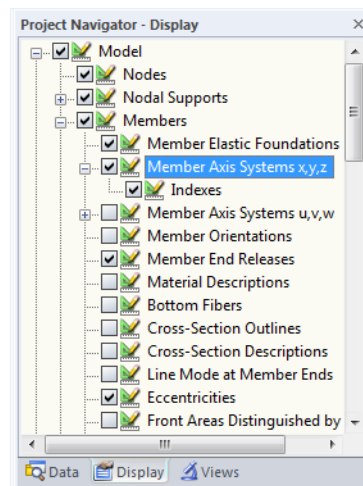 Project Navigator - Display
Model
Nodes
Nodal Supports
Members
Member Elastic Foundations
Member Axis Systems x,y,z
Indexes
Member Axis Systems u,v,w
Member Orientations
Member End Releases
Material Descriptions
Bottom Fibers
Cross-Section Outlines
Cross-Section Descriptions
Line Mode at Member Ends
Eccentricities
Front Areas Distinguished by
Data Display Views